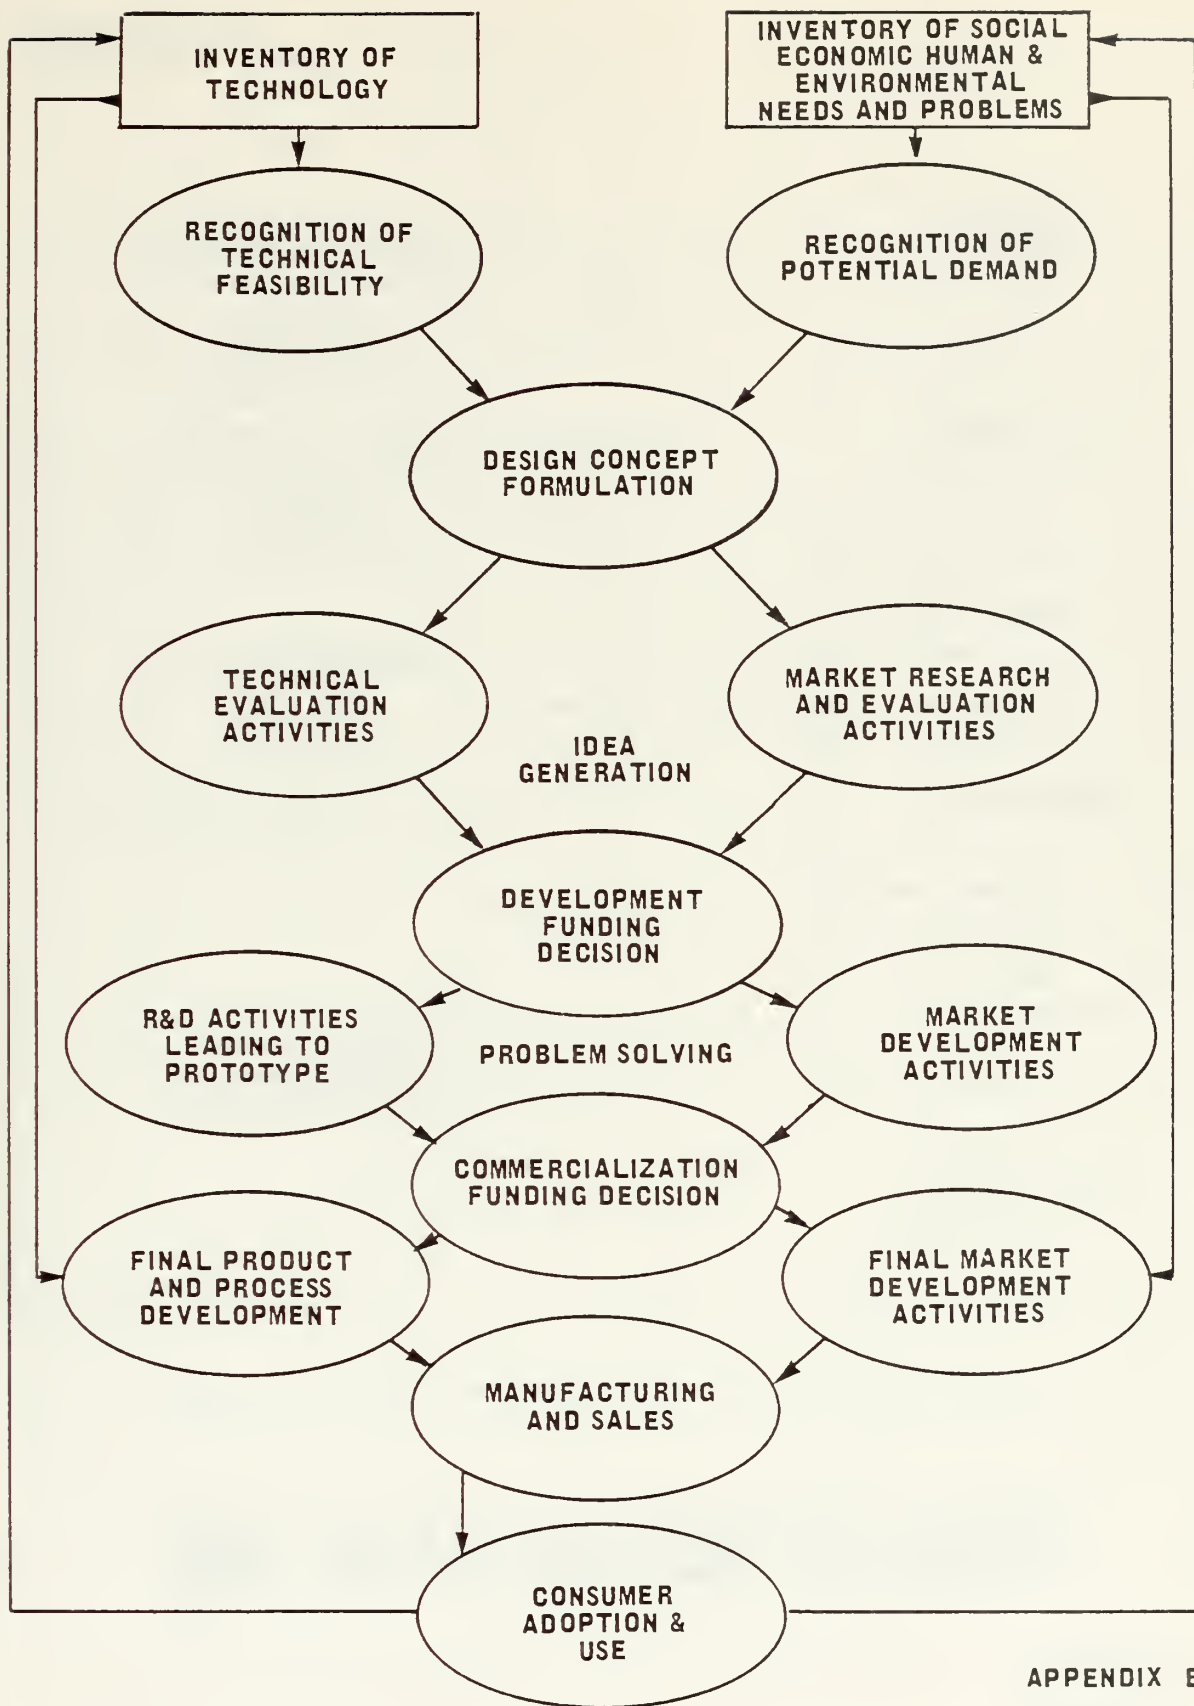 INVENTORY OF
TECHNOLOGY
INVENTORY OF SOCIAL
ECONOMIC HUMAN &
ENVIRONMENTAL
NEEDS AND PROBLEMS
RECOGNITION OF
TECHNICAL
FEASIBILITY
RECOGNITION OF
POTENTIAL DEMAND
DESIGN CONCEPT
FORMULATION
TECHNICAL
EVALUATION
ACTIVITIES
MARKET RESEARCH
AND EVALUATION
ACTIVITIES
IDEA
GENERATION
DEVELOPMENT
FUNDING
DECISION
R&D ACTIVITIES
LEADING TO
PROTOTYPE
PROBLEM SOLVING
MARKET
DEVELOPMENT
ACTIVITIES
COMMERCIALIZATION
FUNDING DECISION
FINAL PRODUCT
AND PROCESS
DEVELOPMENT
FINAL MARKET
DEVELOPMENT
ACTIVITIES
MANUFACTURING
AND SALES
CONSUMER
ADOPTION &
USE
APPENDIX